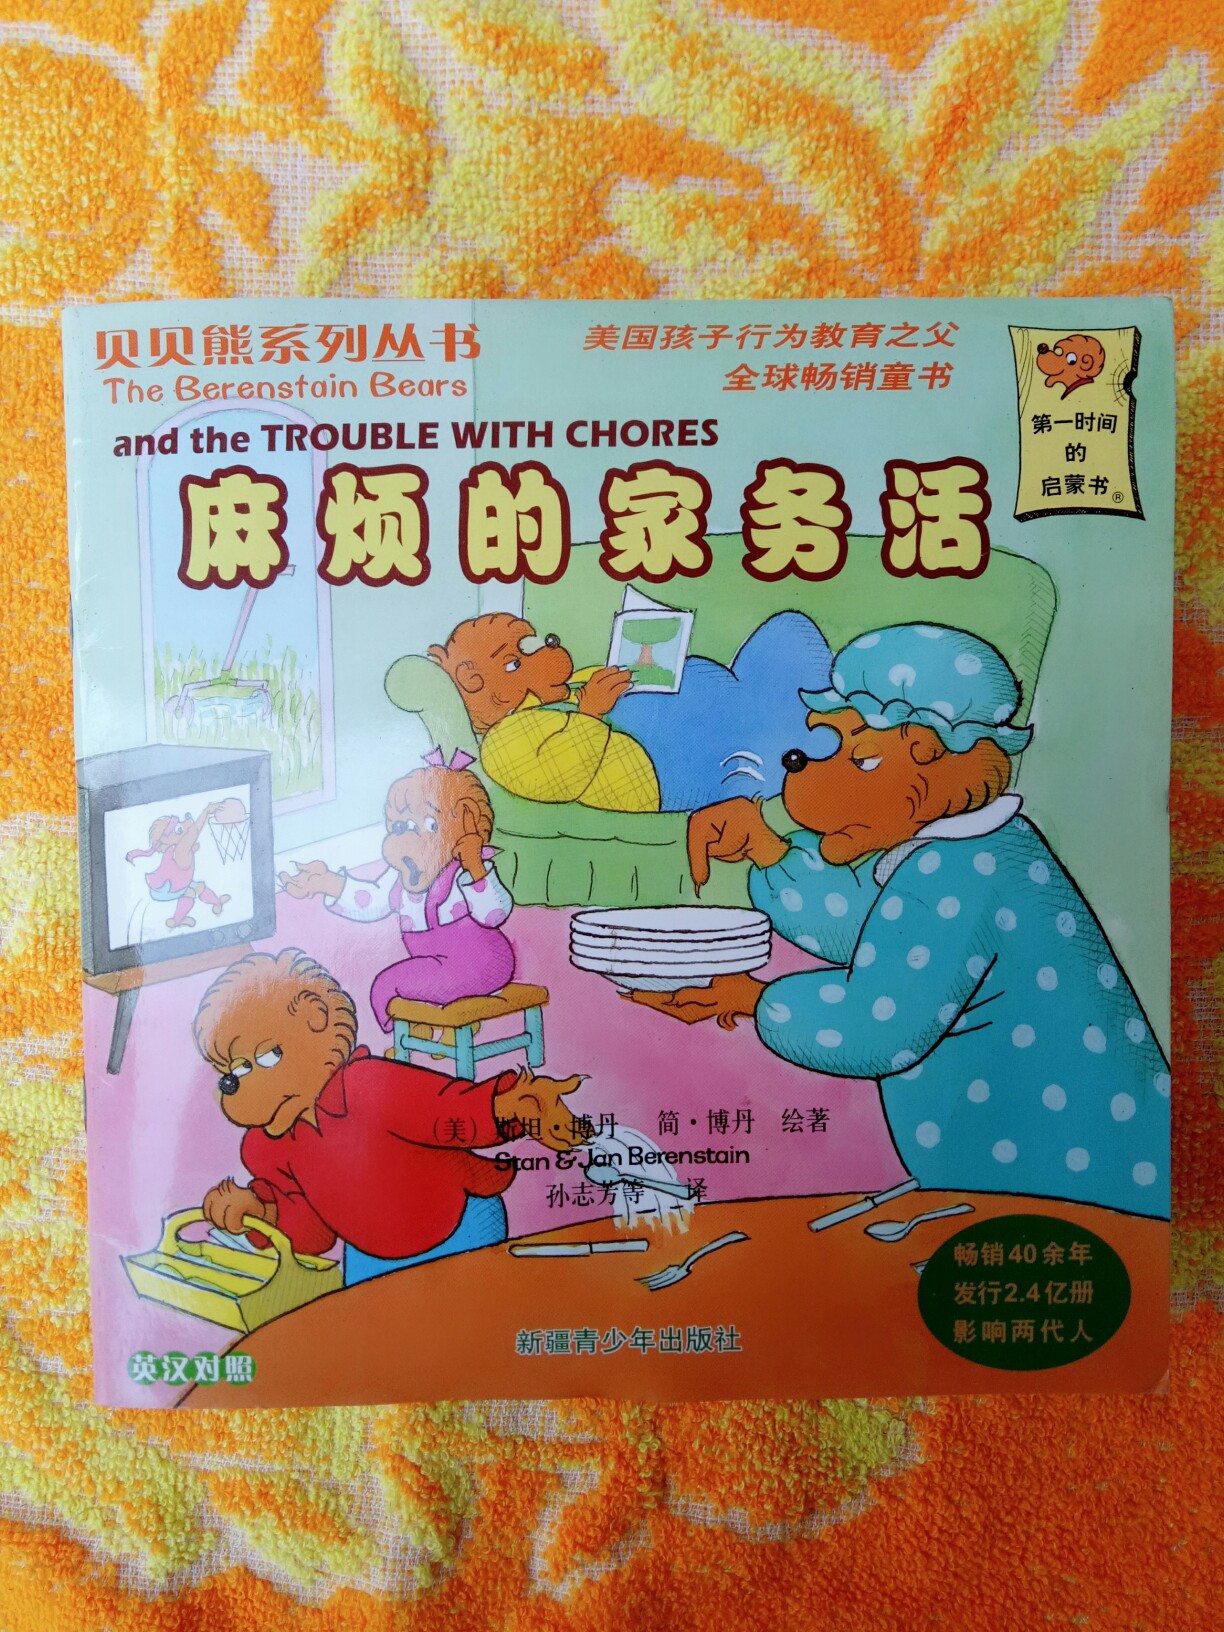 贝贝熊系列丛书
The Berenstain Bears
美国孩子行为教育之父
全球畅销童书
第一时间
的
启蒙书®
and the TROUBLE WITH CHORES
麻烦的家务活
（美）斯坦·博丹 简·博丹 绘著
Stan & Jan Berenstain
孙志芳等 译
畅销40余年
发行2.4亿册
影响两代人
新疆青少年出版社
英汉对照